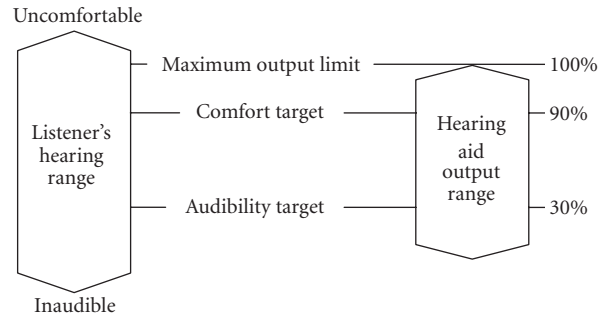 Uncomfortable
Maximum output limit
100%
Comfort target
90%
Listener's
hearing
range
Hearing
aid
output
range
Audibility target
30%
Inaudible